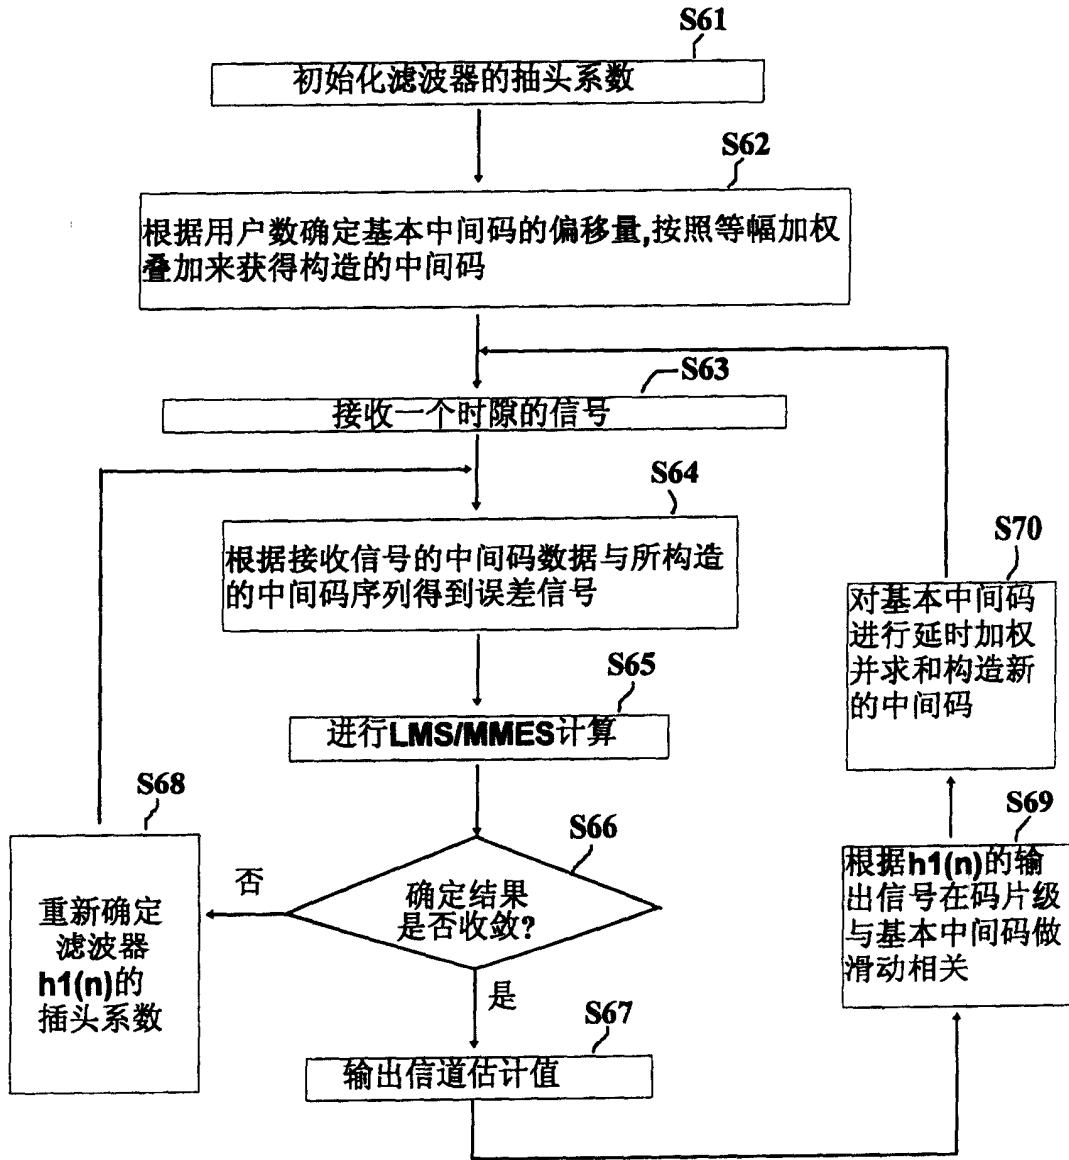 S61
初始化滤波器的抽头系数
S62
根据用户数确定基本中间码的偏移量,按照等幅加权
叠加来获得构造的中间码
S63
接收一个时隙的信号
S64
根据接收信号的中间码数据与所构造
的中间码序列得到误差信号
S65
进行LMS/MMES计算
S66
确定结果
是否收敛?
否
是
S67
输出信道估计值
S68
重新确定
滤波器
h1(n)的
插头系数
S69
根据h1(n)的输
出信号在码片级
与基本中间码做
滑动相关
S70
对基本中间码
进行延时加权
并求和构造新
的中间码